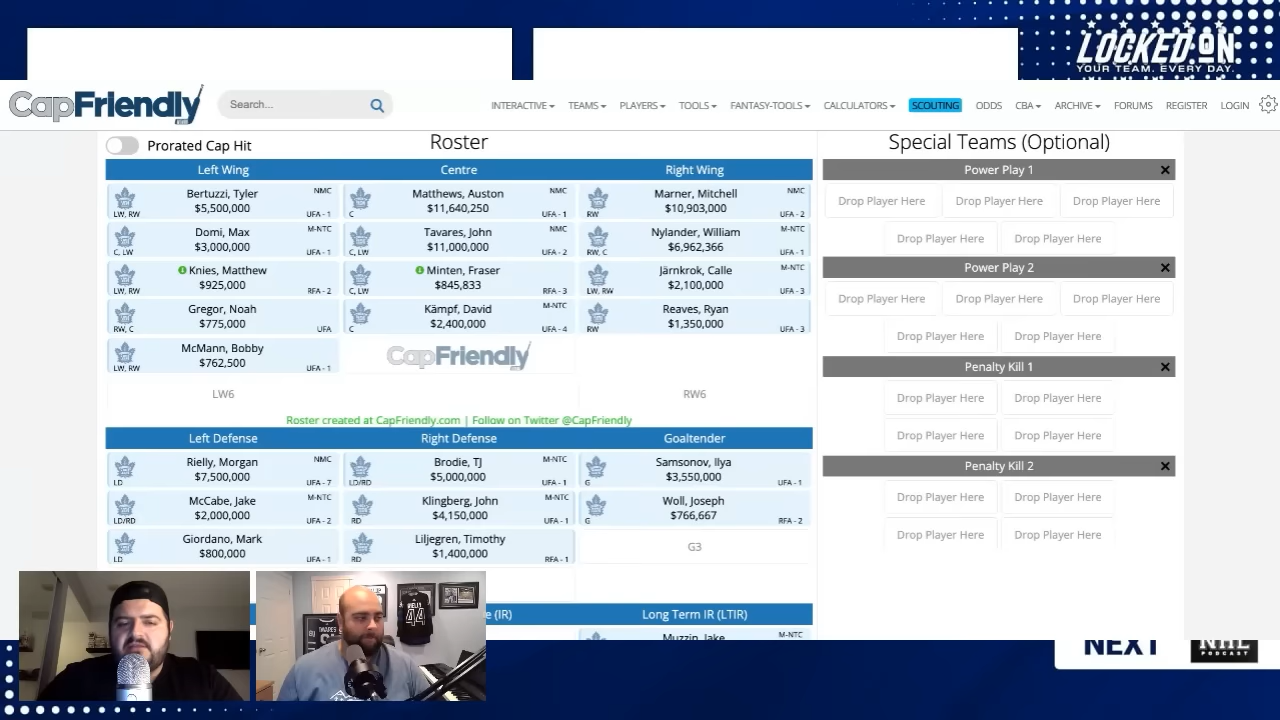 LOCKED ON
YOUR TEAM. EVERY DAY.
CapFriendly
Search...
INTERACTIVE TEAMS PLAYERS TOOLS FANTASY-TOOLS CALCULATORS SCOUTING ODDS CBA ARCHIVE FORUMS REGISTER LOGIN
Prorated Cap Hit
Roster
Left Wing Centre Right Wing
Bertuzzi, Tyler NMC
$5,500,000
LW, RW UFA - 1
Matthews, Auston NMC
$11,640,250
C UFA - 1
Marner, Mitchell NMC
$10,903,000
RW UFA - 2
Domi, Max M-NTC
$3,000,000
C, LW UFA - 1
Tavares, John NMC
$11,000,000
C, LW UFA - 2
Nylander, William M-NTC
$6,962,366
RW, C UFA - 1
Knies, Matthew
$925,000
LW, RW RFA - 2
Minten, Fraser
$845,833
C, LW RFA - 3
Järnkrok, Calle M-NTC
$2,100,000
LW, RW UFA - 3
Gregor, Noah
$775,000
RW, C UFA
Kämpf, David M-NTC
$2,400,000
C UFA - 4
Reaves, Ryan
$1,350,000
RW UFA - 3
McMann, Bobby
$762,500
LW, RW UFA - 1
CapFriendly
LW6 RW6
Roster created at CapFriendly.com | Follow on Twitter @CapFriendly
Left Defense Right Defense Goaltender
Rielly, Morgan NMC
$7,500,000
LD UFA - 7
Brodie, TJ M-NTC
$5,000,000
LD/RD UFA - 1
Samsonov, Ilya
$3,550,000
G UFA - 1
McCabe, Jake M-NTC
$2,000,000
LD/RD UFA - 2
Klingberg, John M-NTC
$4,150,000
RD UFA - 1
Woll, Joseph
$766,667
G RFA - 2
Giordano, Mark
$800,000
LD UFA - 1
Liljegren, Timothy
$1,400,000
RD RFA - 1
G3
(IR)
Long Term IR (LTIR)
Muzzin, Jake M-NTC
Special Teams (Optional)
Power Play 1
Drop Player Here Drop Player Here Drop Player Here
Drop Player Here Drop Player Here
Power Play 2
Drop Player Here Drop Player Here Drop Player Here
Drop Player Here Drop Player Here
Penalty Kill 1
Drop Player Here Drop Player Here
Drop Player Here Drop Player Here
Penalty Kill 2
Drop Player Here Drop Player Here
Drop Player Here Drop Player Here
TAVARES
44
NEXT
NHL
PODCAST